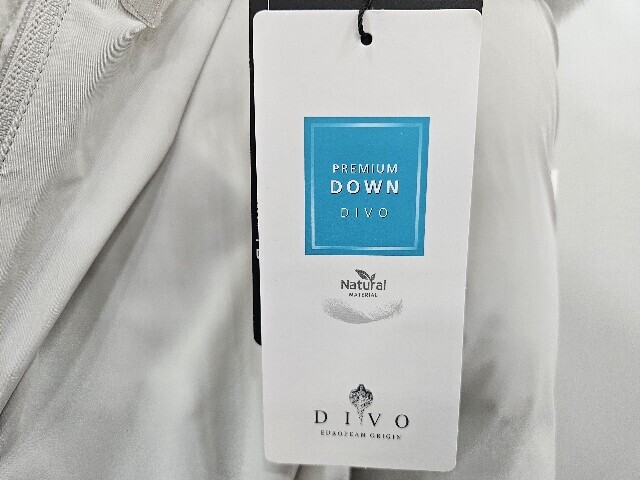 PREMIUM
DOWN
DIVO
Natural
MATERIAL
DIVO
EUROPEAN ORIGIN